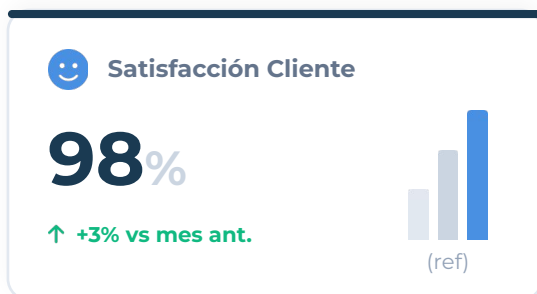 Satisfacción Cliente
98%
↑ +3% vs mes ant.
(ref)